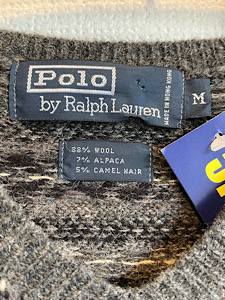 Polo
by Ralph Lauren
MADE IN HONG KONG
M
88% WOOL
7% ALPACA
5% CAMEL HAIR